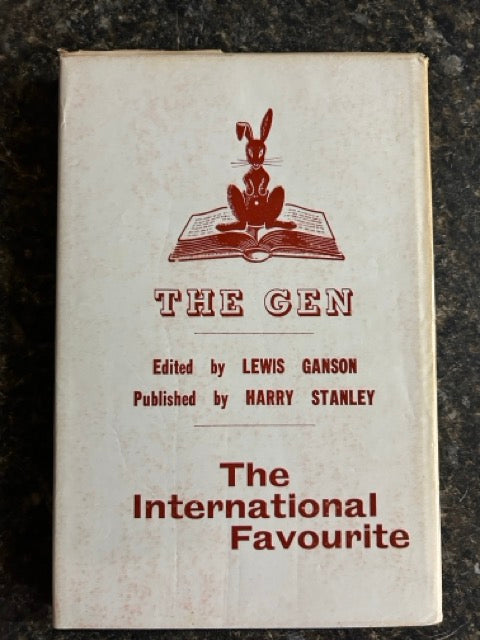 THE GEN
Edited by LEWIS GANSON
Published by HARRY STANLEY
The
International
Favourite